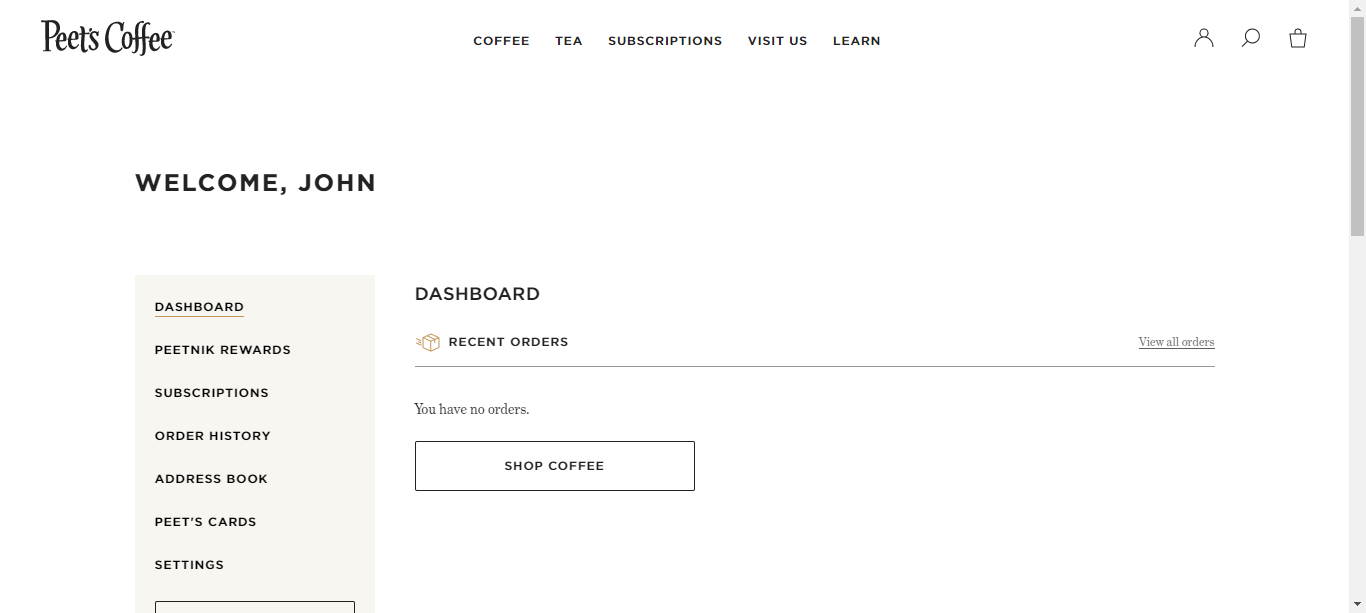 Peet's Coffee
COFFEE TEA SUBSCRIPTIONS VISIT US LEARN
WELCOME, JOHN
DASHBOARD
PEETNIK REWARDS
SUBSCRIPTIONS
ORDER HISTORY
ADDRESS BOOK
PEET'S CARDS
SETTINGS
DASHBOARD
RECENT ORDERS
View all orders
You have no orders.
SHOP COFFEE